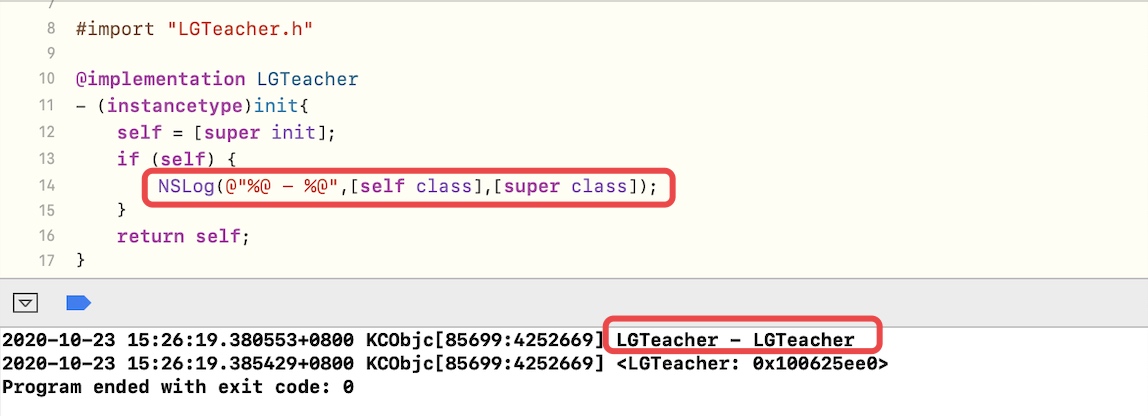 7
8 #import "LGTeacher.h"
9
10 @implementation LGTeacher
11 - (instancetype)init{
12 self = [super init];
13 if (self) {
14 NSLog(@"%@ - %@",[self class],[super class]);
15 }
16 return self;
17 }
2020-10-23 15:26:19.380553+0800 KCObjc[85699:4252669] LGTeacher - LGTeacher
2020-10-23 15:26:19.385429+0800 KCObjc[85699:4252669] <LGTeacher: 0x100625ee0>
Program ended with exit code: 0